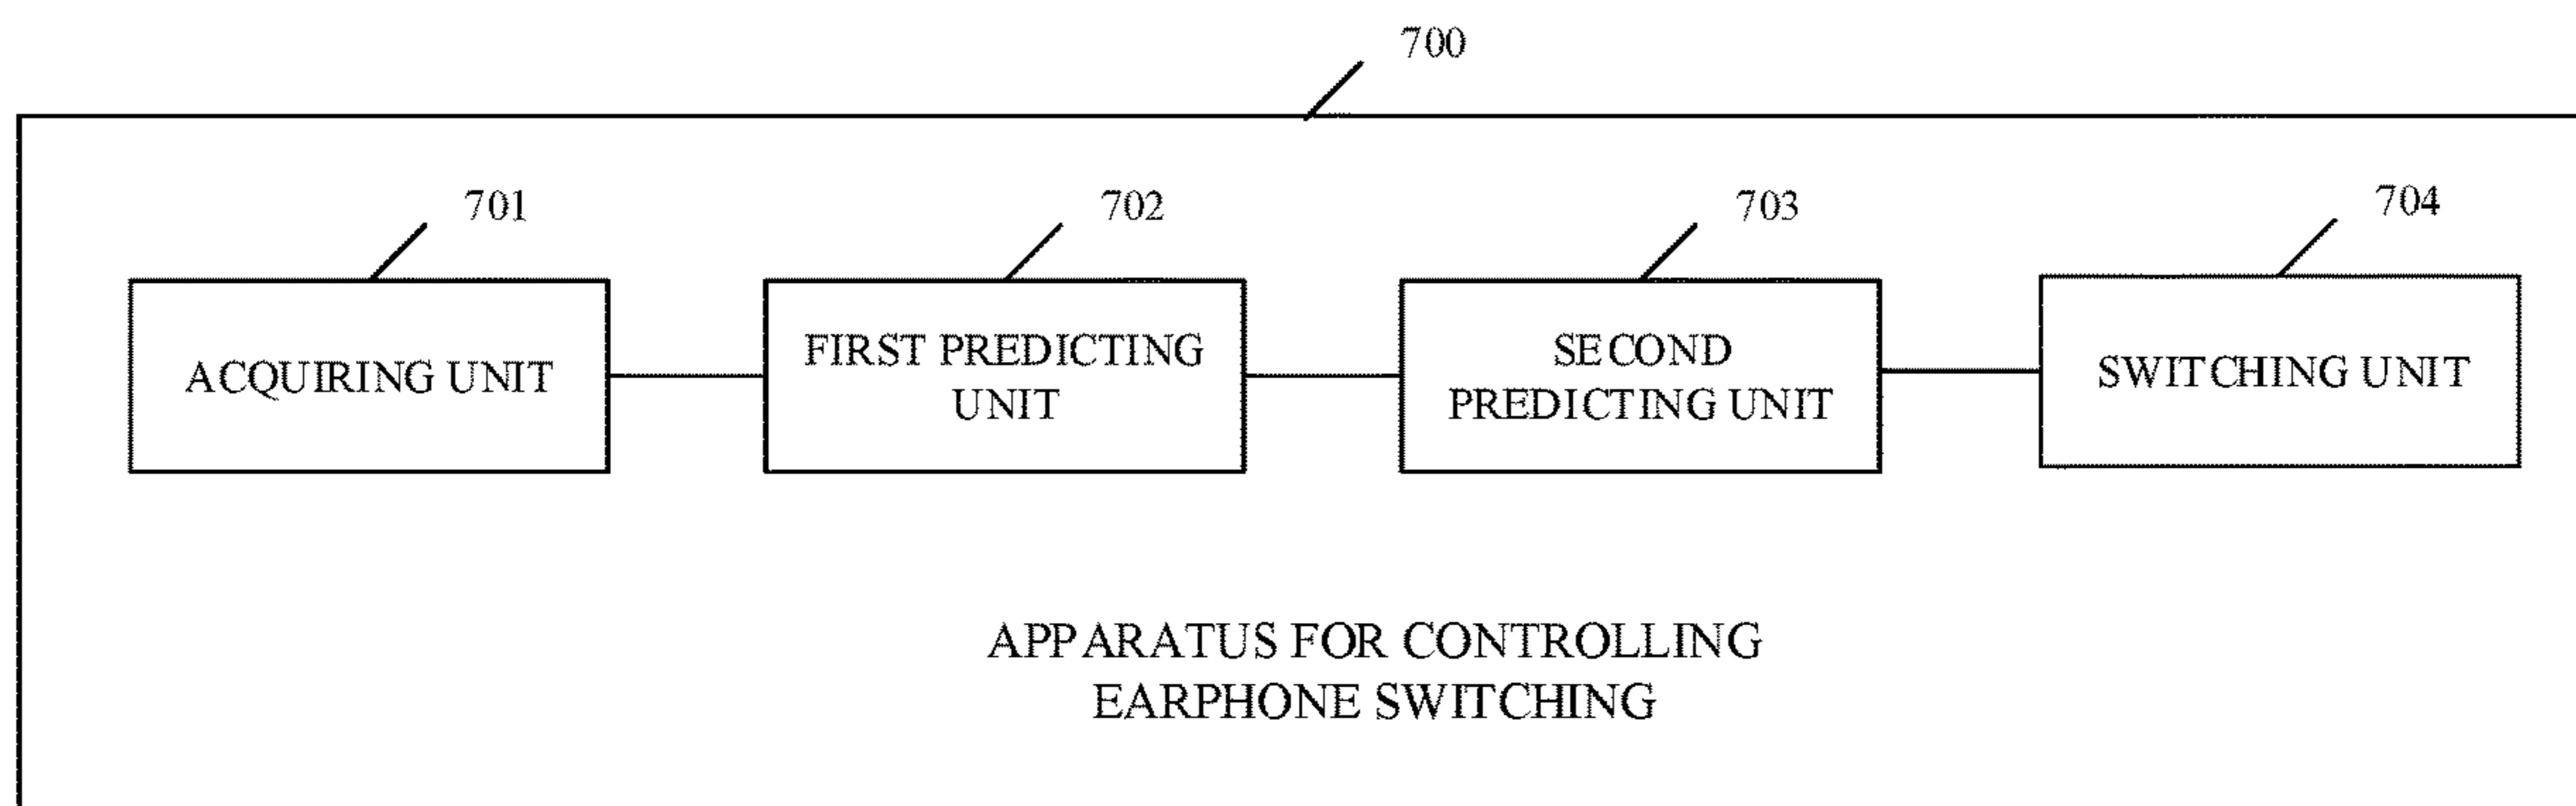 700
701
702
703
704
ACQUIRING UNIT
FIRST PREDICTING
UNIT
SECOND
PREDICTING UNIT
SWITCHING UNIT
APPARATUS FOR CONTROLLING
EARPHONE SWITCHING